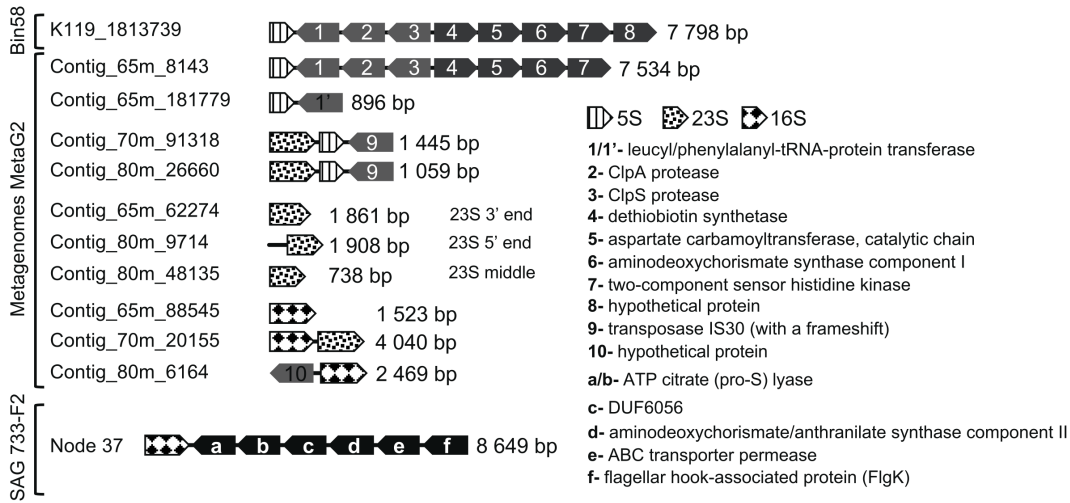 Bin58
K119_1813739
1 2 3 4 5 6 7 8
7 798 bp
Metagenomes MetaG2
Contig_65m_8143
1 2 3 4 5 6 7
7 534 bp
Contig_65m_181779
1'
896 bp
Contig_70m_91318
9
1 445 bp
Contig_80m_26660
9
1 059 bp
Contig_65m_62274
1 861 bp
23S 3' end
Contig_80m_9714
1 908 bp
23S 5' end
Contig_80m_48135
738 bp
23S middle
Contig_65m_88545
1 523 bp
Contig_70m_20155
4 040 bp
Contig_80m_6164
10
2 469 bp
SAG 733-F2
Node 37
a b c d e f
8 649 bp
5S 23S 16S
1/1'- leucyl/phenylalanyl-tRNA-protein transferase
2- ClpA protease
3- ClpS protease
4- dethiobiotin synthetase
5- aspartate carbamoyltransferase, catalytic chain
6- aminodeoxychorismate synthase component I
7- two-component sensor histidine kinase
8- hypothetical protein
9- transposase IS30 (with a frameshift)
10- hypothetical protein
a/b- ATP citrate (pro-S) lyase
c- DUF6056
d- aminodeoxychorismate/anthranilate synthase component II
e- ABC transporter permease
f- flagellar hook-associated protein (FlgK)